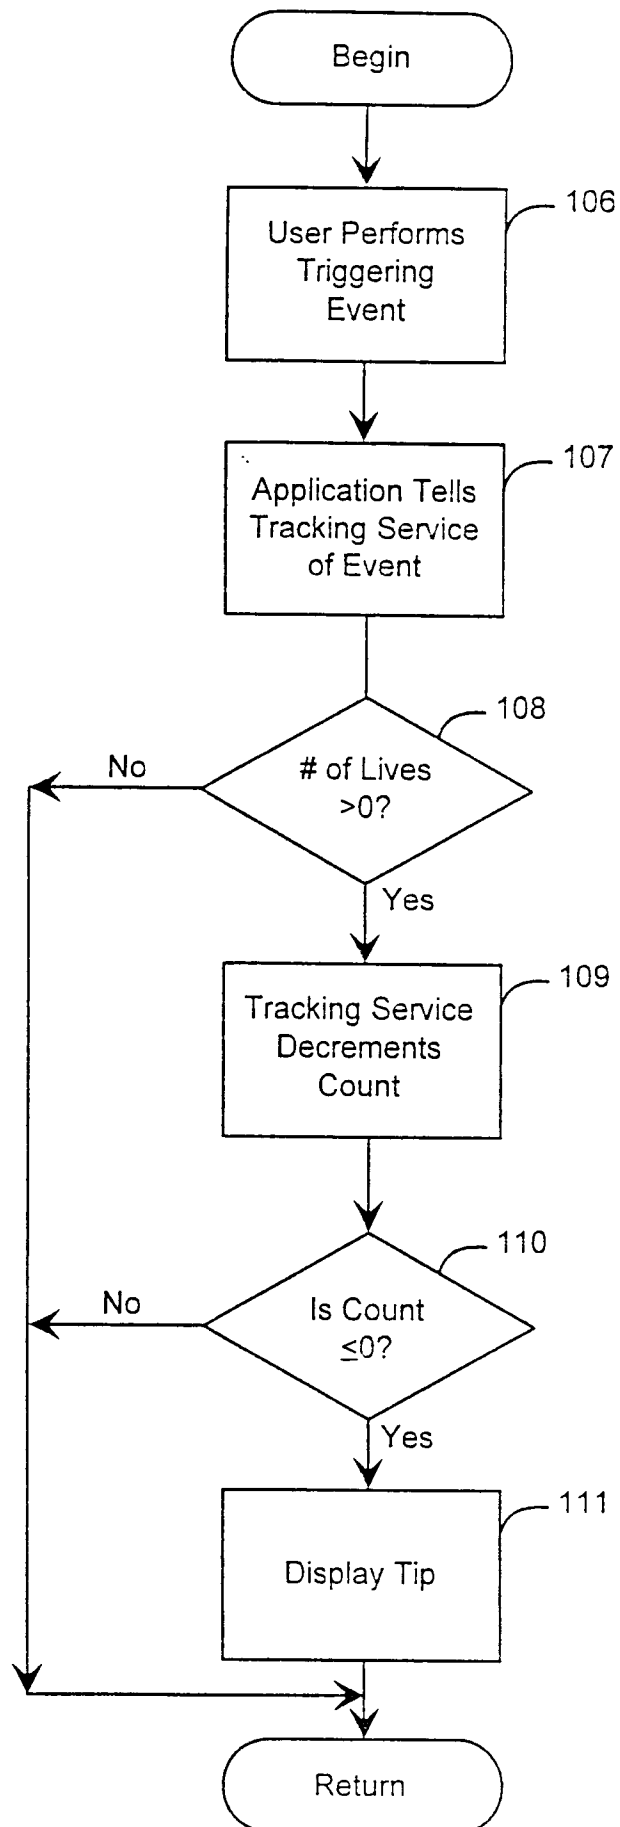 Begin
106
User Performs
Triggering
Event
107
Application Tells
Tracking Service
of Event
108
# of Lives
>0?
No
Yes
109
Tracking Service
Decrements
Count
110
Is Count
≤0?
No
Yes
111
Display Tip
Return